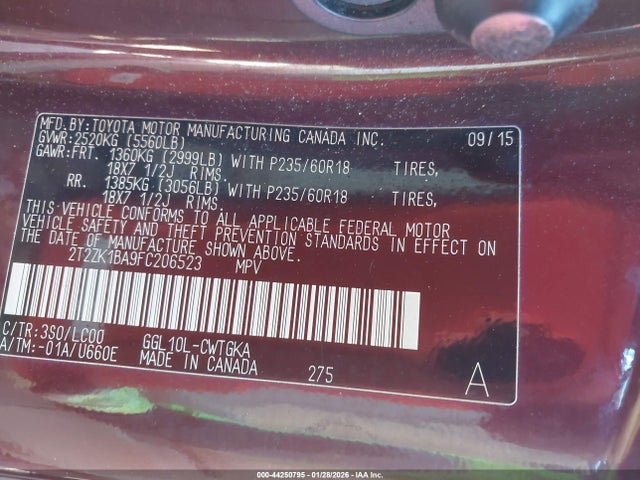 MFD.BY:TOYOTA MOTOR MANUFACTURING CANADA INC. 09/15
GVWR:2520KG (5560LB)
GAWR:FRT. 1360KG (2999LB) WITH P235/60R18 TIRES,
18X7 1/2J RIMS.
RR. 1385KG (3056LB) WITH P235/60R18 TIRES,
18X7 1/2J RIMS.
THIS VEHICLE CONFORMS TO ALL APPLICABLE FEDERAL MOTOR
VEHICLE SAFETY AND THEFT PREVENTION STANDARDS IN EFFECT ON
THE DATE OF MANUFACTURE SHOWN ABOVE.
2T2ZK1BA9FC206523 MPV
C/TR:3S0/LC00 GGL10L-CWTGKA
A/TM:-01A/U660E MADE IN CANADA 275 A
000-44250795 - 01/28/2026 - IAA Inc.